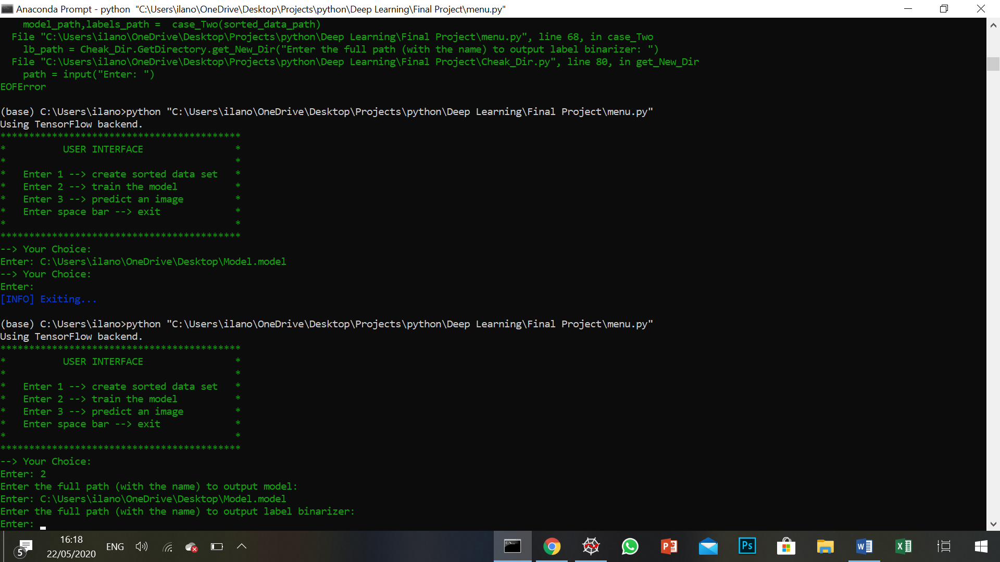 Anaconda Prompt - python  "C:\Users\ilano\OneDrive\Desktop\Projects\python\Deep Learning\Final Project\menu.py"
    model_path,labels_path =  case_Two(sorted_data_path)
  File "C:\Users\ilano\OneDrive\Desktop\Projects\python\Deep Learning\Final Project\menu.py", line 68, in case_Two
    lb_path = Cheak_Dir.GetDirectory.get_New_Dir("Enter the full path (with the name) to output label binarizer: ")
  File "C:\Users\ilano\OneDrive\Desktop\Projects\python\Deep Learning\Final Project\Cheak_Dir.py", line 80, in get_New_Dir
    path = input("Enter: ")
EOFError
(base) C:\Users\ilano>python "C:\Users\ilano\OneDrive\Desktop\Projects\python\Deep Learning\Final Project\menu.py"
Using TensorFlow backend.
******************************************
*          USER INTERFACE                *
*                                        *
*   Enter 1 --> create sorted data set   *
*   Enter 2 --> train the model          *
*   Enter 3 --> predict an image         *
*   Enter space bar --> exit             *
*                                        *
******************************************
--> Your Choice:
Enter: C:\Users\ilano\OneDrive\Desktop\Model.model
--> Your Choice:
Enter:
[INFO] Exiting...
(base) C:\Users\ilano>python "C:\Users\ilano\OneDrive\Desktop\Projects\python\Deep Learning\Final Project\menu.py"
Using TensorFlow backend.
******************************************
*          USER INTERFACE                *
*                                        *
*   Enter 1 --> create sorted data set   *
*   Enter 2 --> train the model          *
*   Enter 3 --> predict an image         *
*   Enter space bar --> exit             *
*                                        *
******************************************
--> Your Choice:
Enter: 2
Enter the full path (with the name) to output model:
Enter: C:\Users\ilano\OneDrive\Desktop\Model.model
Enter the full path (with the name) to output label binarizer:
Enter: _
5
16:18
22/05/2020
ENG
C:\
P
Ps
W
X